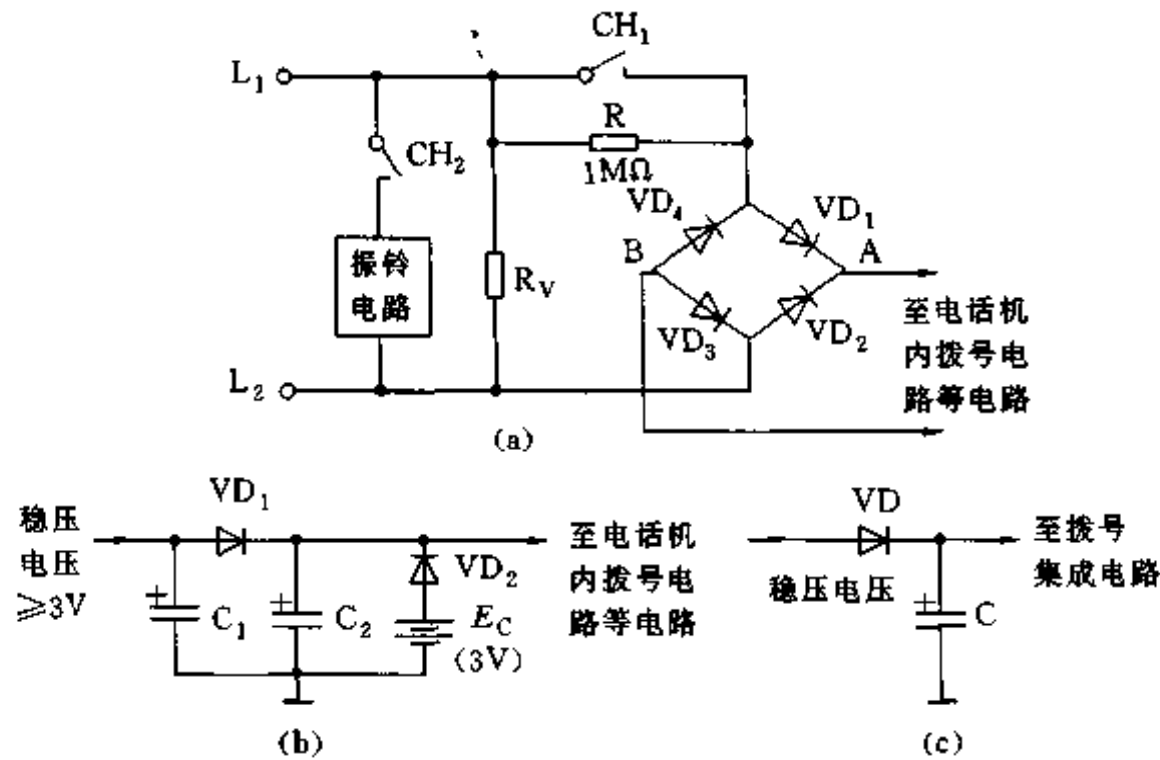 CH₁
L₁
R
1MΩ
CH₂
VD₄
VD₁
B
A
振铃
电路
R_V
VD₃
VD₂
至电话机
内拨号电
路等电路
L₂
(a)
稳压
电压
≥3V
VD₁
+
C₁
+
C₂
VD₂
E_C
(3V)
至电话机
内拨号电
路等电路
(b)
VD
稳压电压
+
C
至拨号
集成电路
(c)